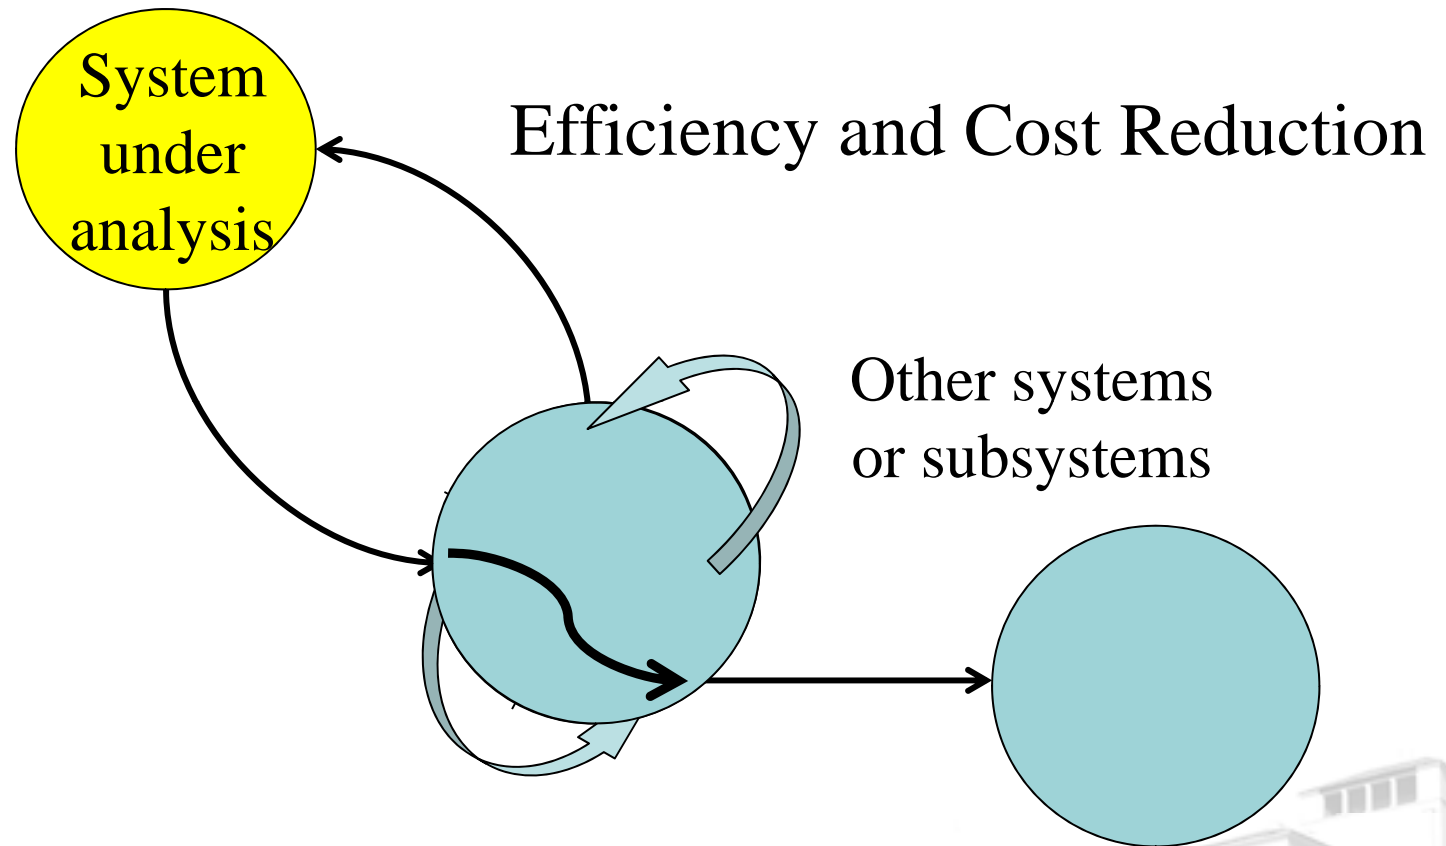 System
under
analysis
Efficiency and Cost Reduction
Other systems
or subsystems